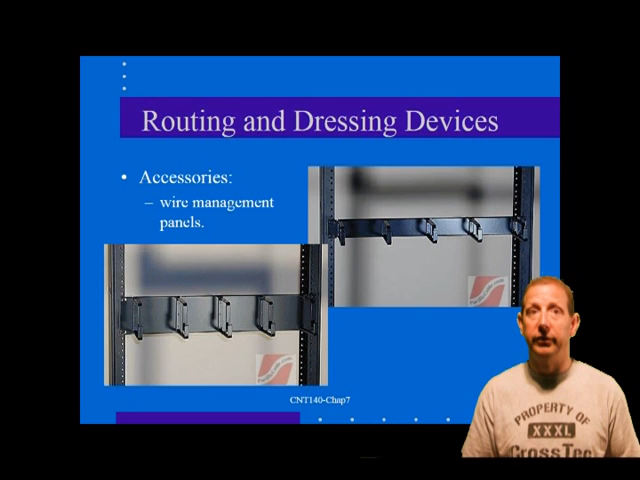 Routing and Dressing Devices
• Accessories:
– wire management
panels.
CNT140-Chap7
PROPERTY OF
XXXL
CrossTec